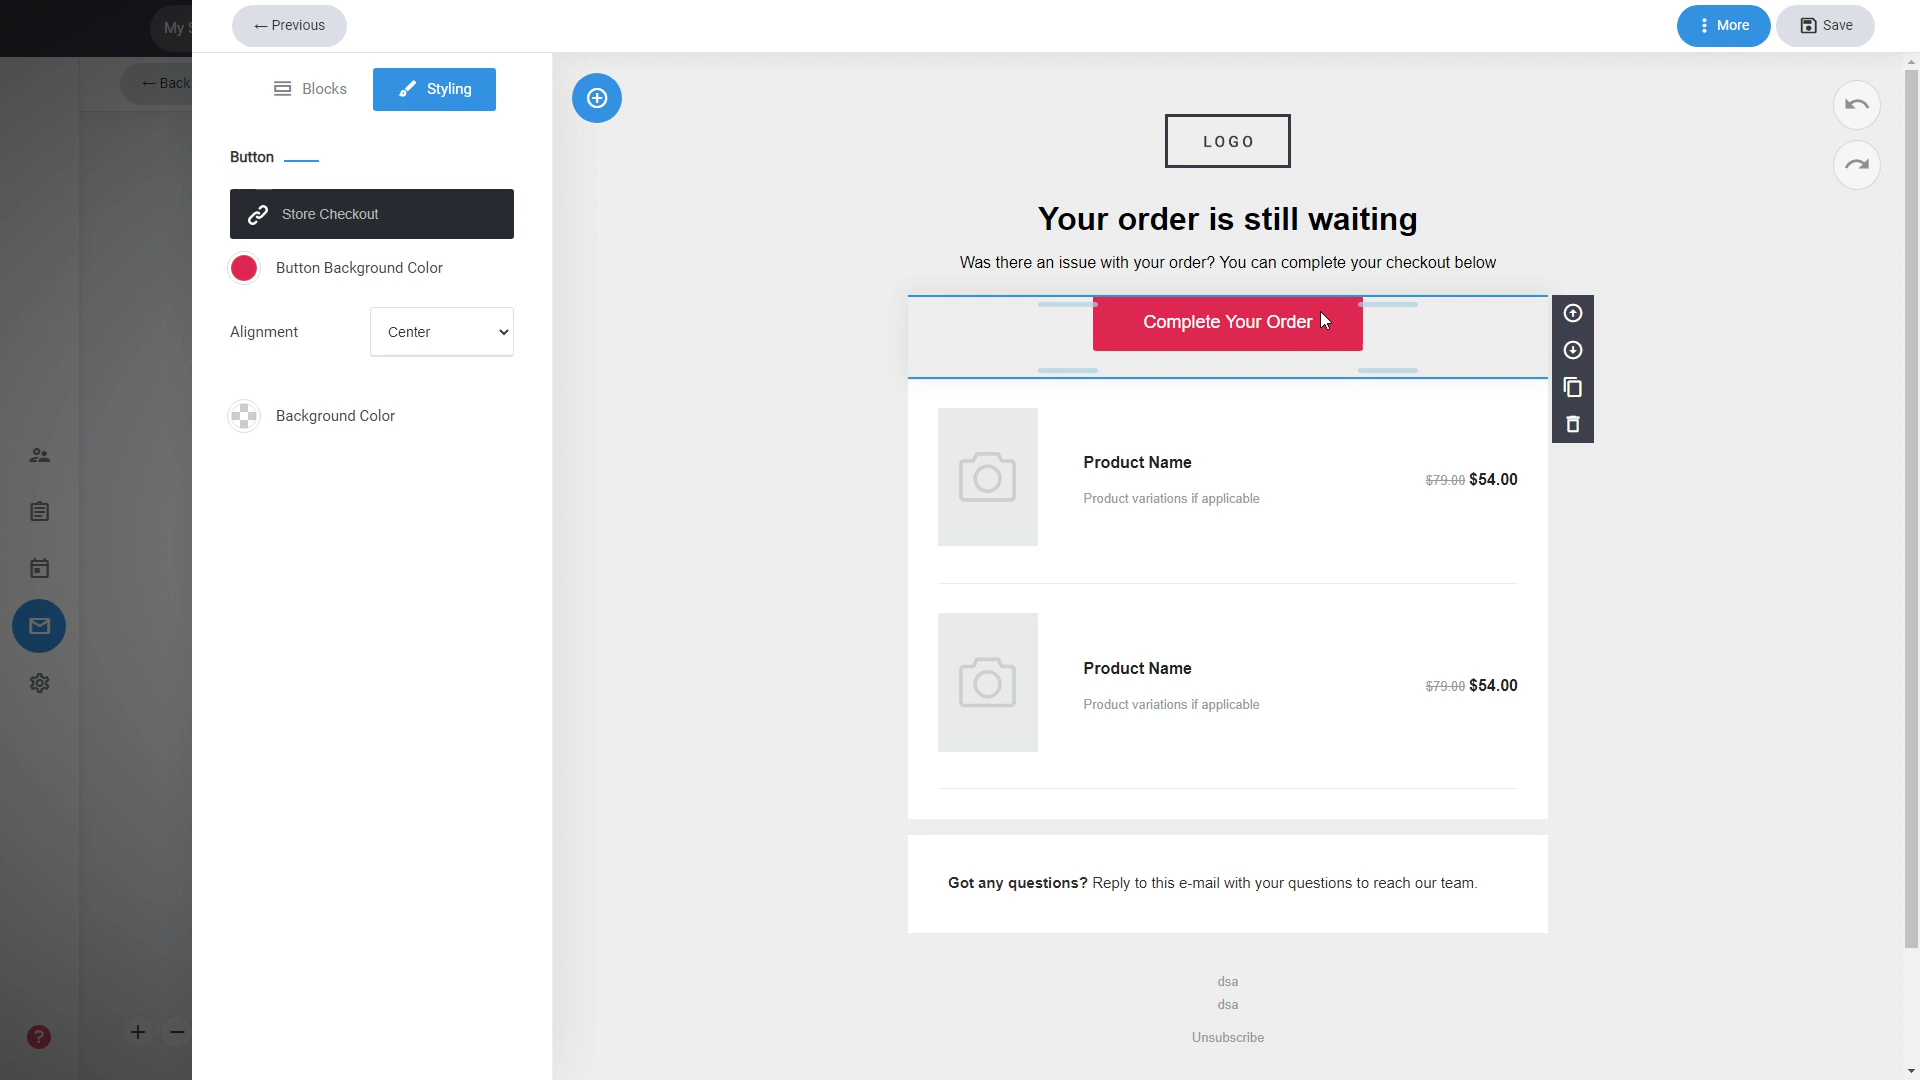 My S
← Previous
More
Save
← Back
Blocks
Styling
LOGO
Button
Store Checkout
Your order is still waiting
Button Background Color
Was there an issue with your order? You can complete your checkout below
Alignment
Center
Complete Your Order
Background Color
Product Name
$79.00 $54.00
Product variations if applicable
Product Name
$79.00 $54.00
Product variations if applicable
Got any questions? Reply to this e-mail with your questions to reach our team.
dsa
dsa
Unsubscribe